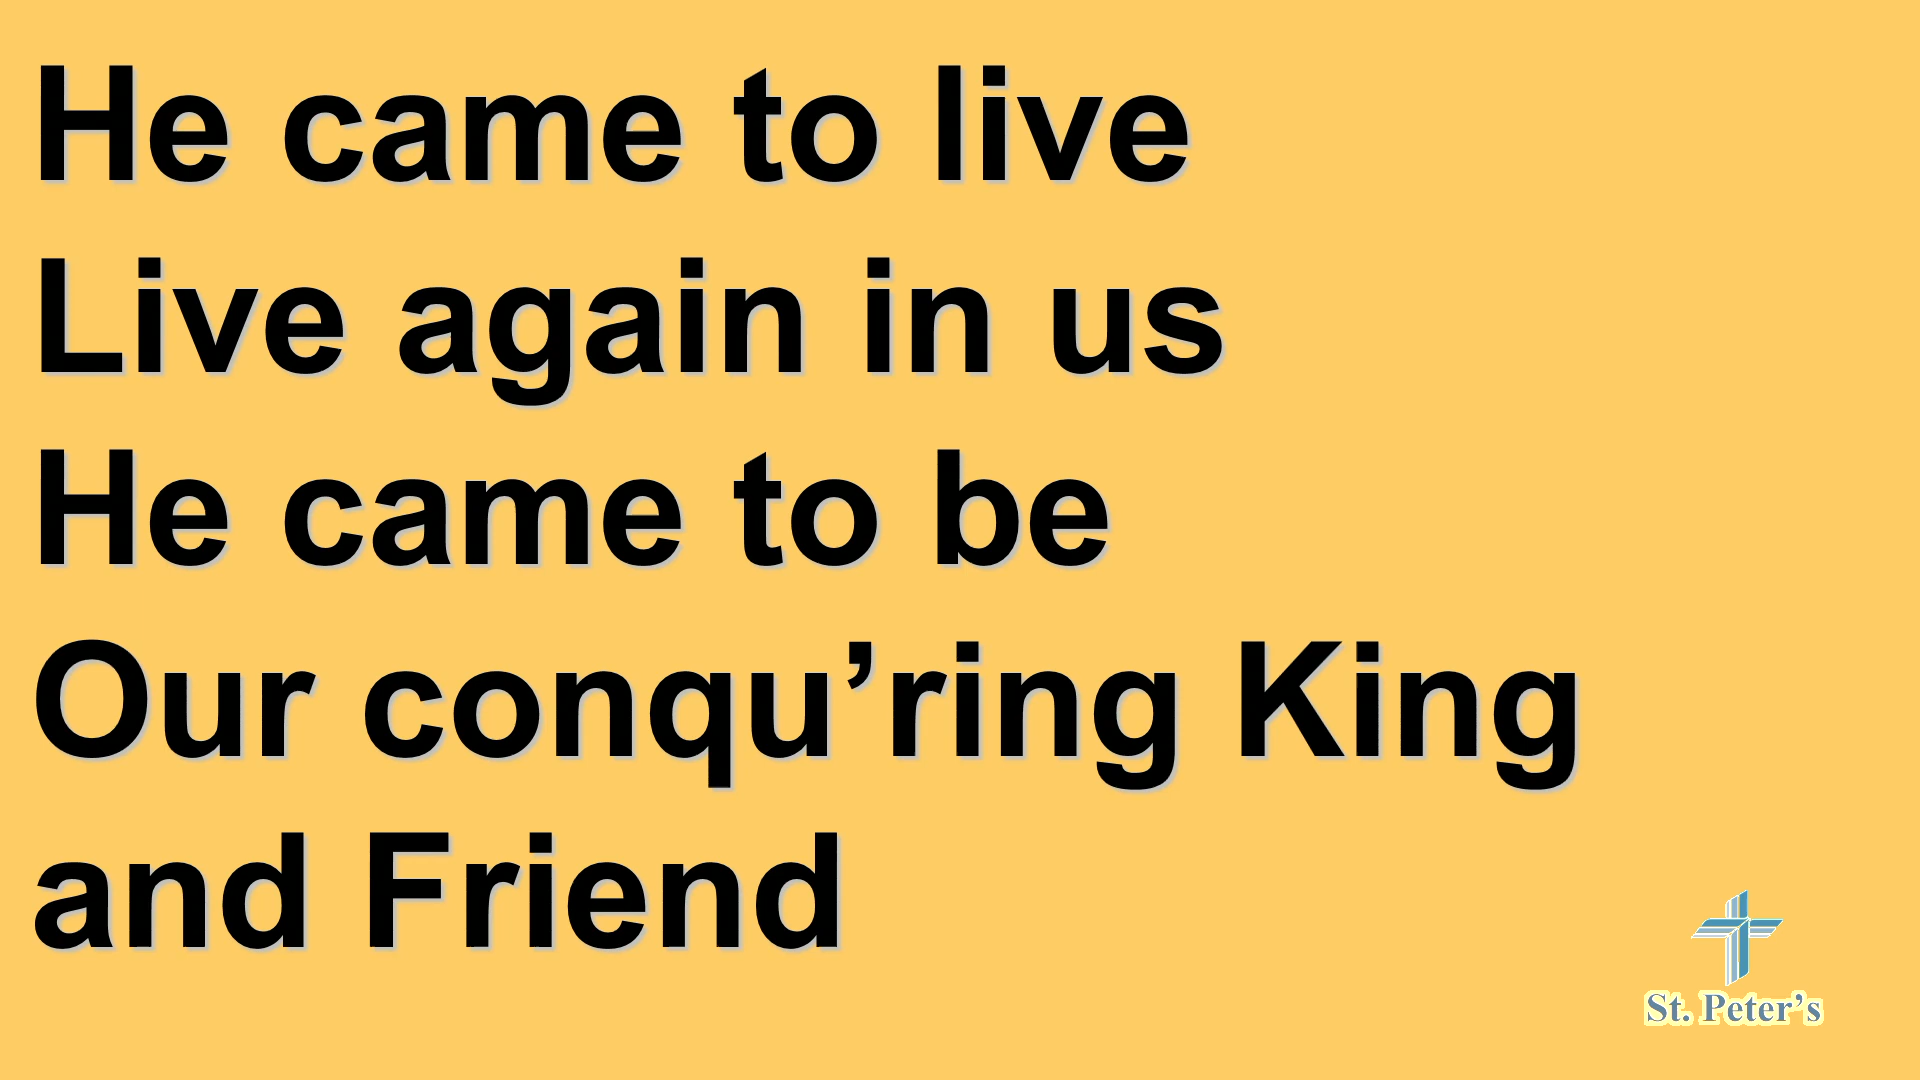 He came to live
Live again in us
He came to be
Our conqu’ring King
and Friend
St. Peter’s